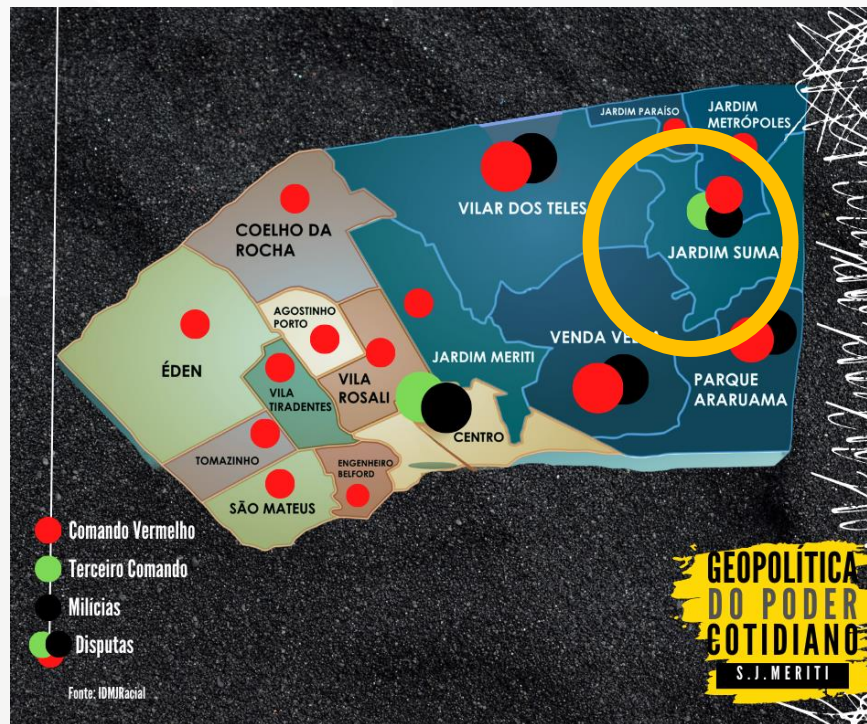 JARDIM PARAÍSO
JARDIM
METRÓPOLES
VILAR DOS TELES
COELHO DA
ROCHA
JARDIM
AGOSTINHO
PORTO
JARDIM MERITI
VENDA
ÉDEN
VILA
ROSALI
VILA
TIRADENTES
PARQUE
ARARUAMA
CENTRO
TOMAZINHO
ENGENHEIRO
BELFORD
SÃO MATEUS
Comando Vermelho
Terceiro Comando
Milícias
Disputas
Fonte: IDMJRacial
GEOPOLÍTICA
DO PODER
COTIDIANO
S.J.MERITI